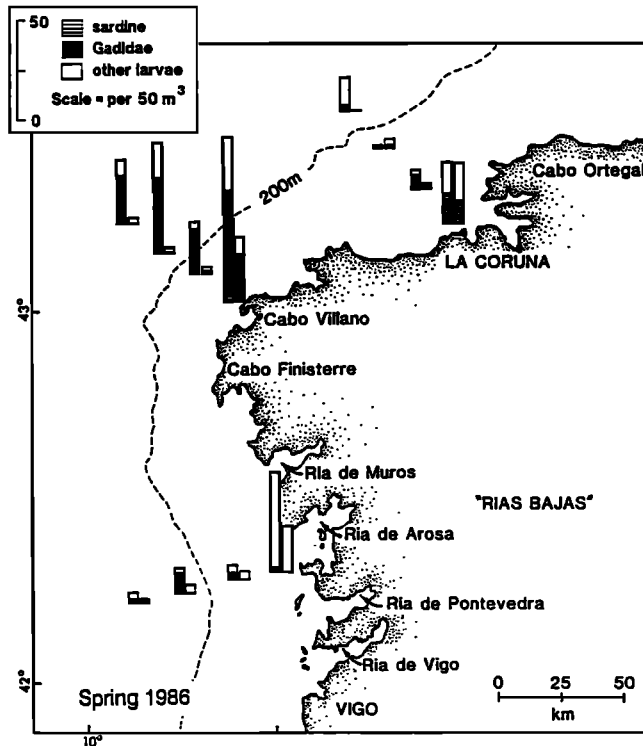 50
sardine
Gadidae
other larvae
0
Scale = per 50 m³
200m
Cabo Ortegal
LA CORUNA
43°
Cabo Villano
Cabo Finisterre
Ria de Muros
"RIAS BAJAS"
Ria de Arosa
Ria de Pontevedra
Ria de Vigo
42°
Spring 1986
VIGO
0 25 50
km
10°